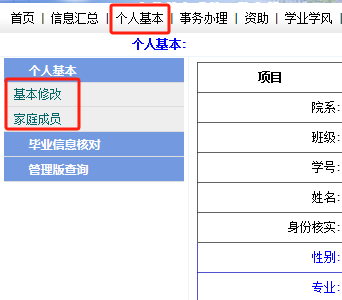 首页 | 信息汇总 | 个人基本 | 事务办理 | 资助 | 学业学风
个人基本:
个人基本
基本修改
家庭成员
毕业信息核对
管理版查询
项目
院系:
班级:
学号:
姓名:
身份核实:
性别:
专业: